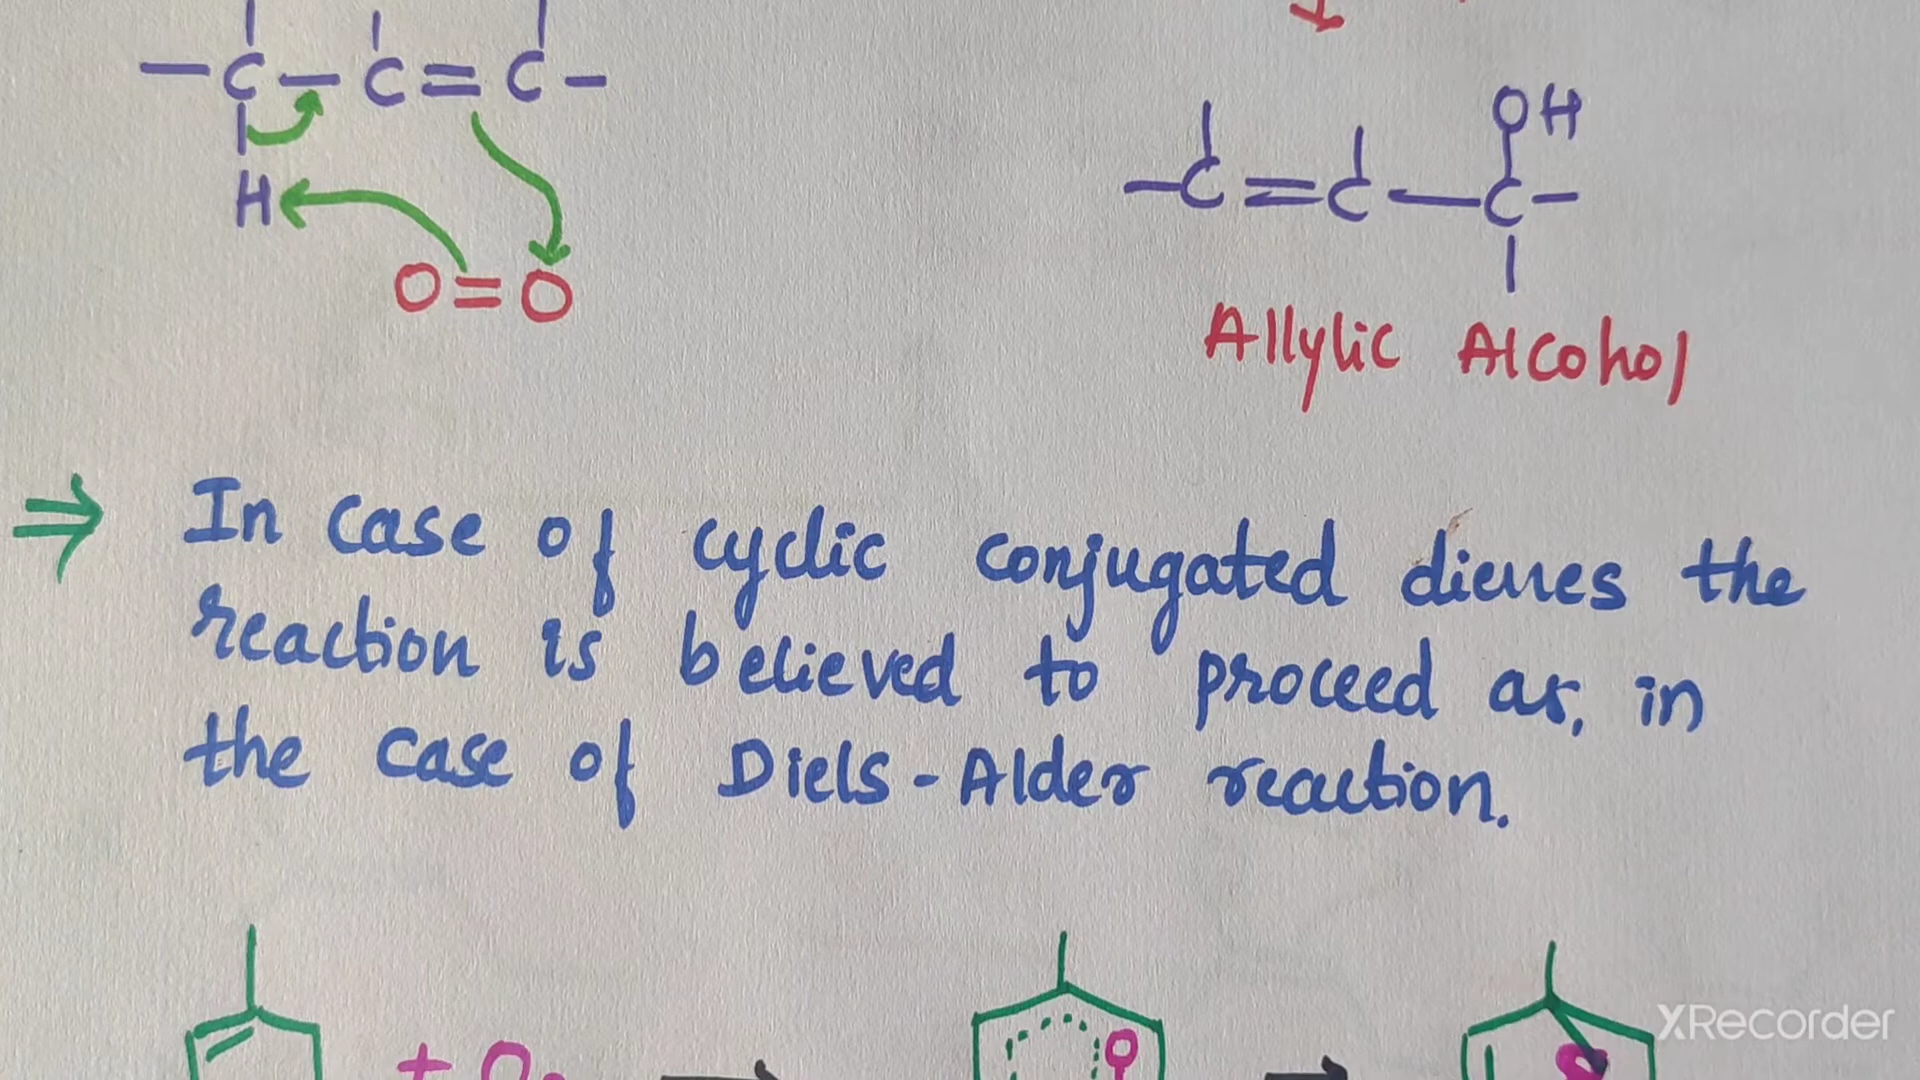 — C — C = C —
OH
— C = C — C —
H
O = O
Allylic Alcohol
⇒ In case of cyclic conjugated dienes the
reaction is believed to proceed as, in
the case of Diels-Alder reaction.
XRecorder
+ O
O